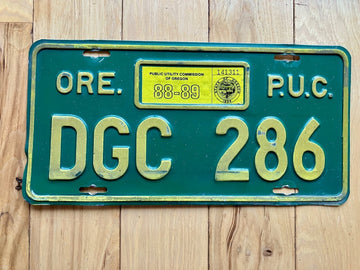 141311
PUBLIC UTILITY COMMISSION
OF OREGON
88-89
ORE. P.U.C.
DGC 286